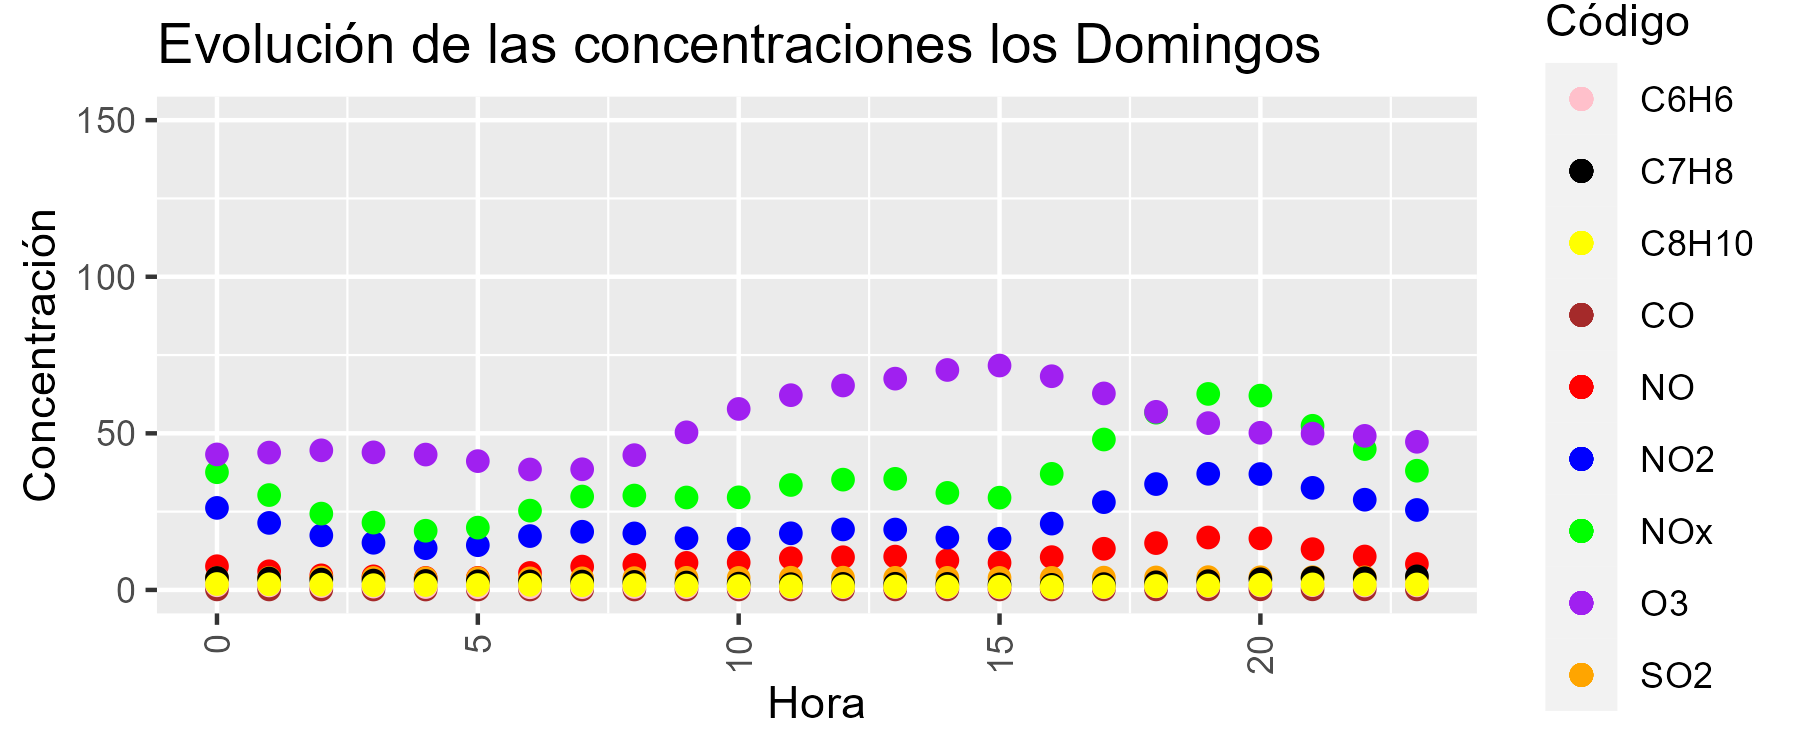 Evolución de las concentraciones los Domingos
Concentración
150
100
50
0
0
5
10
15
20
Hora
Código
C6H6
C7H8
C8H10
CO
NO
NO2
NOx
O3
SO2